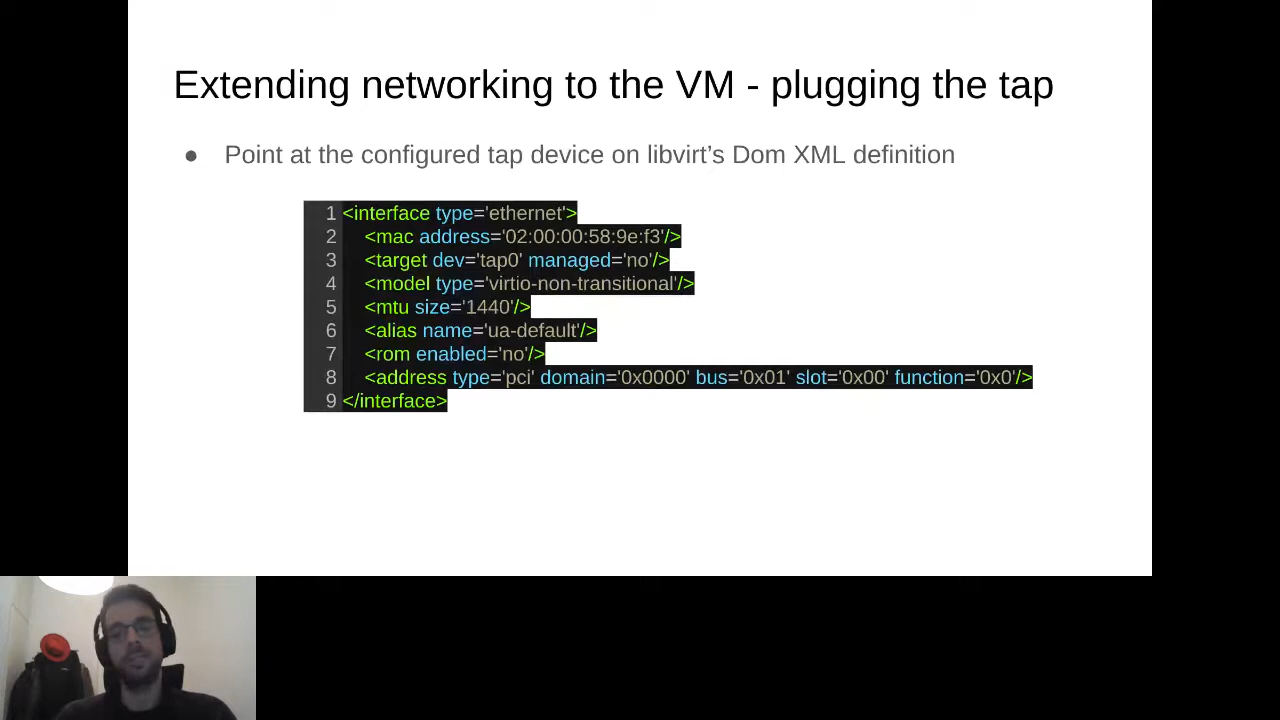 Extending networking to the VM - plugging the tap
● Point at the configured tap device on libvirt's Dom XML definition
1 <interface type='ethernet'>
2 <mac address='02:00:00:58:9e:f3'/>
3 <target dev='tap0' managed='no'/>
4 <model type='virtio-non-transitional'/>
5 <mtu size='1440'/>
6 <alias name='ua-default'/>
7 <rom enabled='no'/>
8 <address type='pci' domain='0x0000' bus='0x01' slot='0x00' function='0x0'/>
9 </interface>